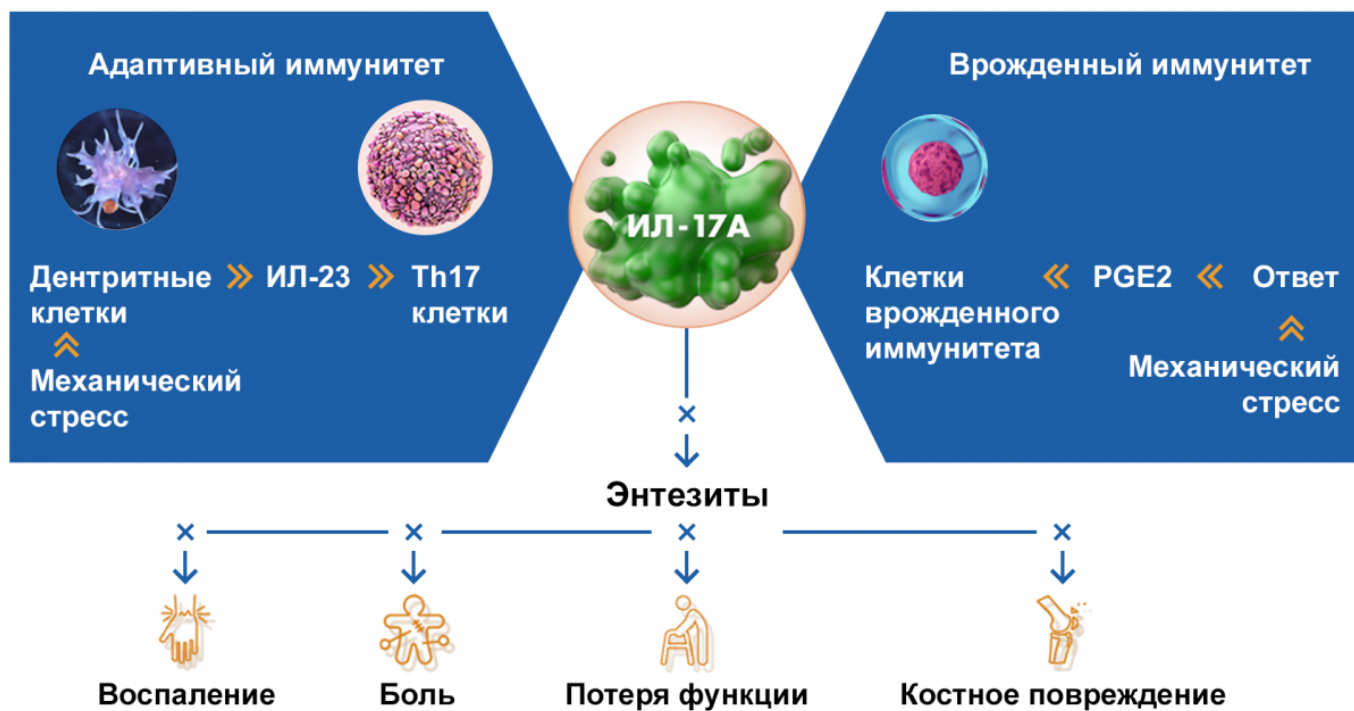 Адаптивный иммунитет
Врожденный иммунитет
ИЛ-17А
Дентритные клетки
ИЛ-23
Th17 клетки
Клетки врожденного иммунитета
PGE2
Ответ
Механический стресс
Механический стресс
Энтезиты
Воспаление
Боль
Потеря функции
Костное повреждение